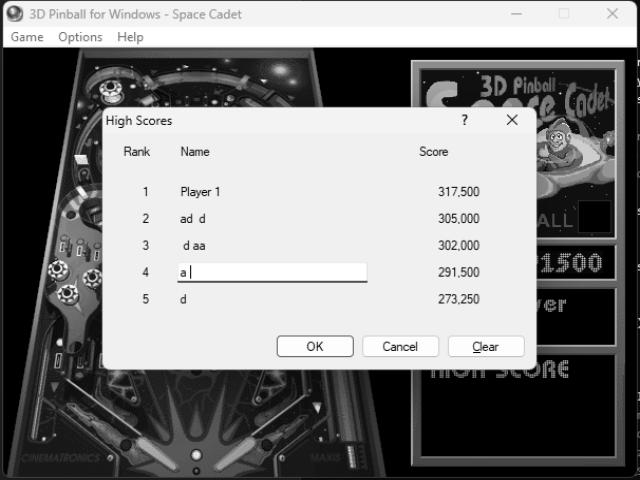 3D Pinball for Windows - Space Cadet
Game Options Help
3D Pinball
Space Cadet
High Scores
?
Rank Name Score
1 Player 1 317,500
2 ad d 305,000
3 d aa 302,000
4 a 291,500
5 d 273,250
OK Cancel Clear
ALL
1500
ver
HIGH SCORE
CINEMATRONICS
MAXIS